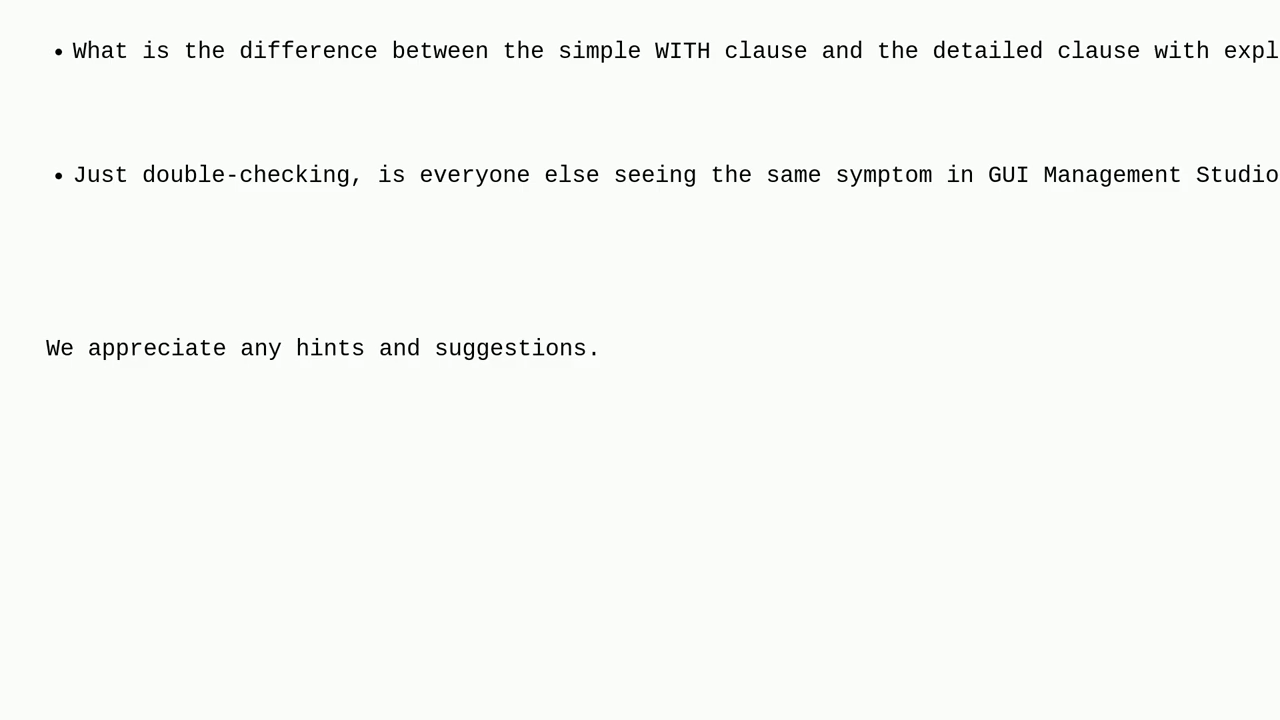 • What is the difference between the simple WITH clause and the detailed clause with expl
• Just double-checking, is everyone else seeing the same symptom in GUI Management Studio
We appreciate any hints and suggestions.